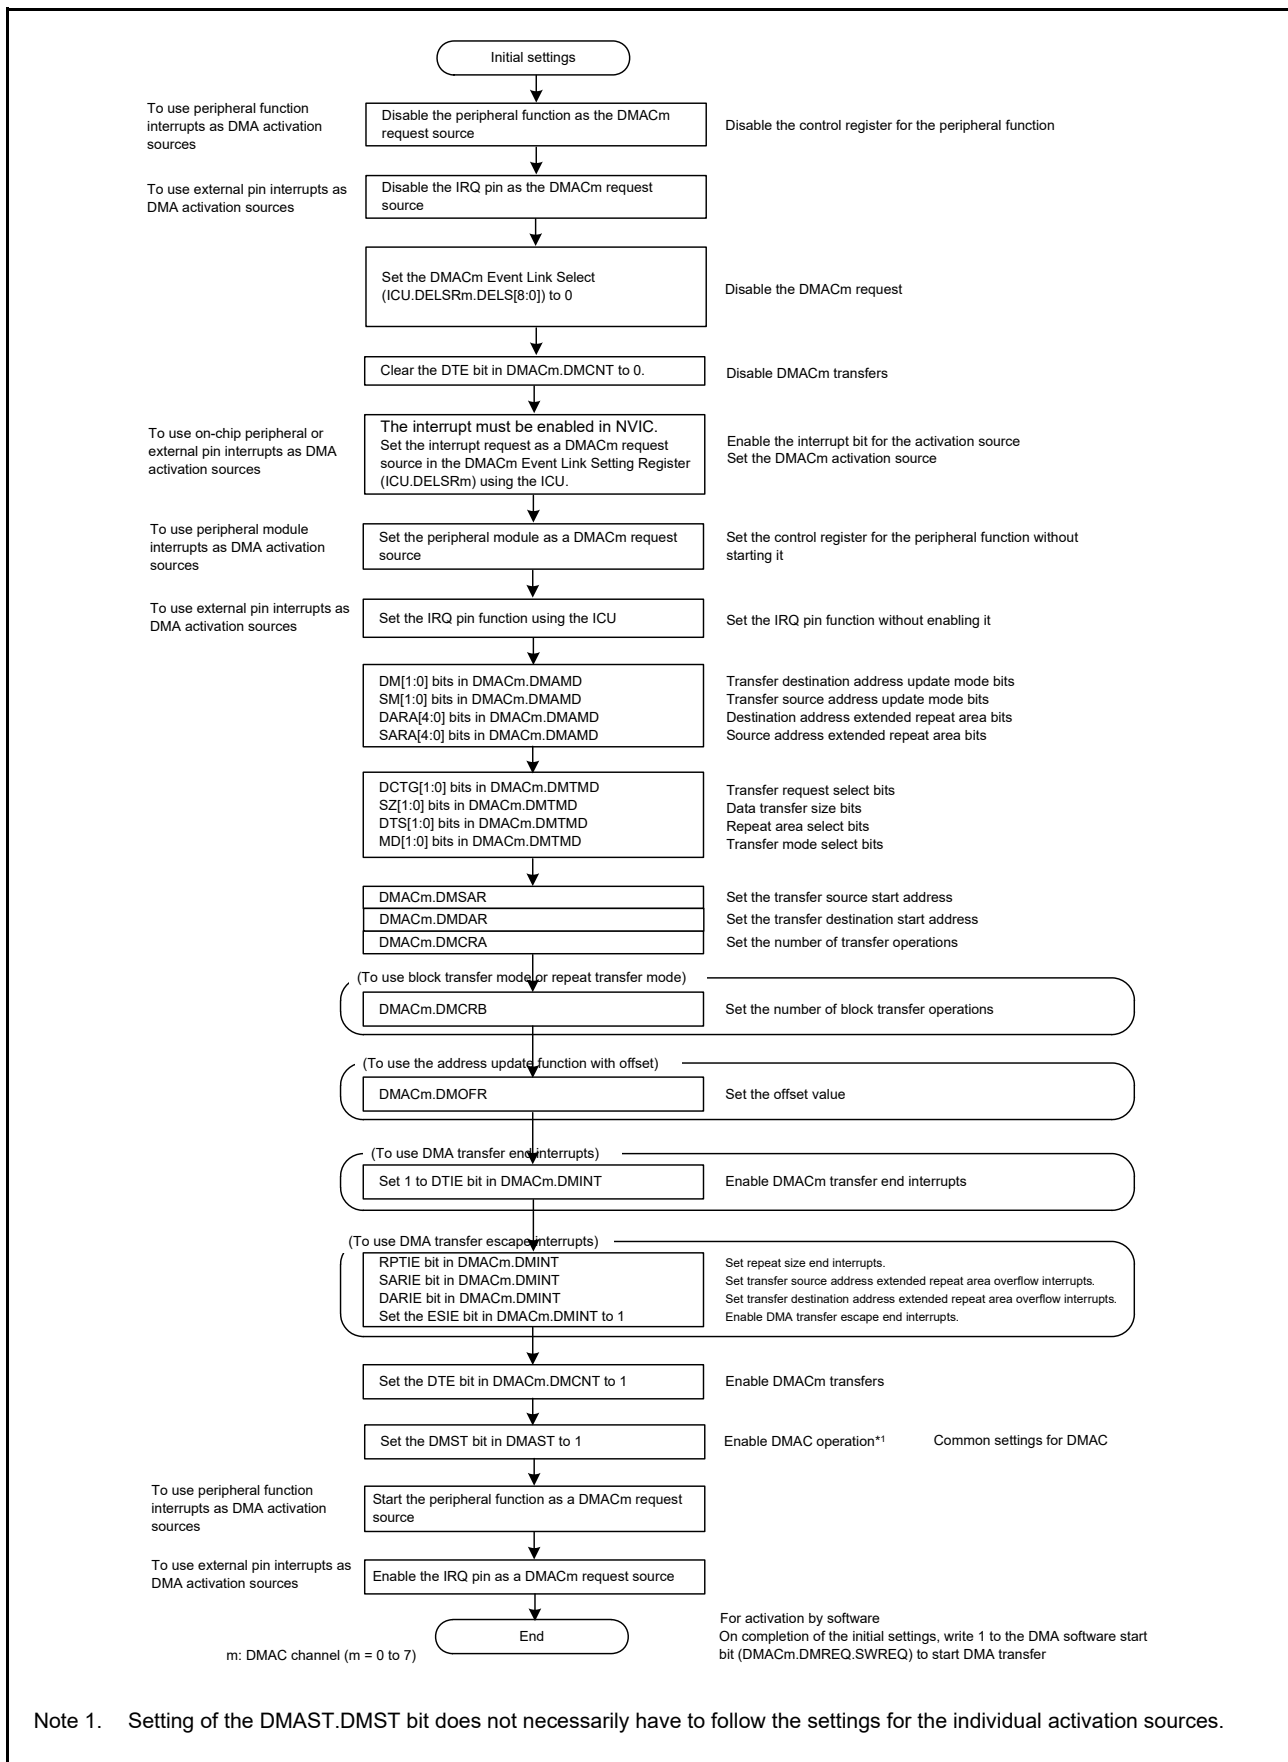 Initial settings
To use peripheral function
interrupts as DMA activation
sources
Disable the peripheral function as the DMACm
request source
Disable the control register for the peripheral function
To use external pin interrupts as
DMA activation sources
Disable the IRQ pin as the DMACm request
source
Set the DMACm Event Link Select
(ICU.DELSRm.DELS[8:0]) to 0
Disable the DMACm request
Clear the DTE bit in DMACm.DMCNT to 0.
Disable DMACm transfers
To use on-chip peripheral or
external pin interrupts as DMA
activation sources
The interrupt must be enabled in NVIC.
Set the interrupt request as a DMACm request
source in the DMACm Event Link Setting Register
(ICU.DELSRm) using the ICU.
Enable the interrupt bit for the activation source
Set the DMACm activation source
To use peripheral module
interrupts as DMA activation
sources
Set the peripheral module as a DMACm request
source
Set the control register for the peripheral function without
starting it
To use external pin interrupts as
DMA activation sources
Set the IRQ pin function using the ICU
Set the IRQ pin function without enabling it
DM[1:0] bits in DMACm.DMAMD
SM[1:0] bits in DMACm.DMAMD
DARA[4:0] bits in DMACm.DMAMD
SARA[4:0] bits in DMACm.DMAMD
Transfer destination address update mode bits
Transfer source address update mode bits
Destination address extended repeat area bits
Source address extended repeat area bits
DCTG[1:0] bits in DMACm.DMTMD
SZ[1:0] bits in DMACm.DMTMD
DTS[1:0] bits in DMACm.DMTMD
MD[1:0] bits in DMACm.DMTMD
Transfer request select bits
Data transfer size bits
Repeat area select bits
Transfer mode select bits
DMACm.DMSAR
Set the transfer source start address
DMACm.DMDAR
Set the transfer destination start address
DMACm.DMCRA
Set the number of transfer operations
(To use block transfer mode or repeat transfer mode)
DMACm.DMCRB
Set the number of block transfer operations
(To use the address update function with offset)
DMACm.DMOFR
Set the offset value
(To use DMA transfer end interrupts)
Set 1 to DTIE bit in DMACm.DMINT
Enable DMACm transfer end interrupts
(To use DMA transfer escape interrupts)
RPTIE bit in DMACm.DMINT
SARIE bit in DMACm.DMINT
DARIE bit in DMACm.DMINT
Set the ESIE bit in DMACm.DMINT to 1
Set repeat size end interrupts.
Set transfer source address extended repeat area overflow interrupts.
Set transfer destination address extended repeat area overflow interrupts.
Enable DMA transfer escape end interrupts.
Set the DTE bit in DMACm.DMCNT to 1
Enable DMACm transfers
Set the DMST bit in DMAST to 1
Enable DMAC operation*1
Common settings for DMAC
To use peripheral function
interrupts as DMA activation
sources
Start the peripheral function as a DMACm request
source
To use external pin interrupts as
DMA activation sources
Enable the IRQ pin as a DMACm request source
End
For activation by software
On completion of the initial settings, write 1 to the DMA software start
bit (DMACm.DMREQ.SWREQ) to start DMA transfer
m: DMAC channel (m = 0 to 7)
Note 1. Setting of the DMAST.DMST bit does not necessarily have to follow the settings for the individual activation sources.